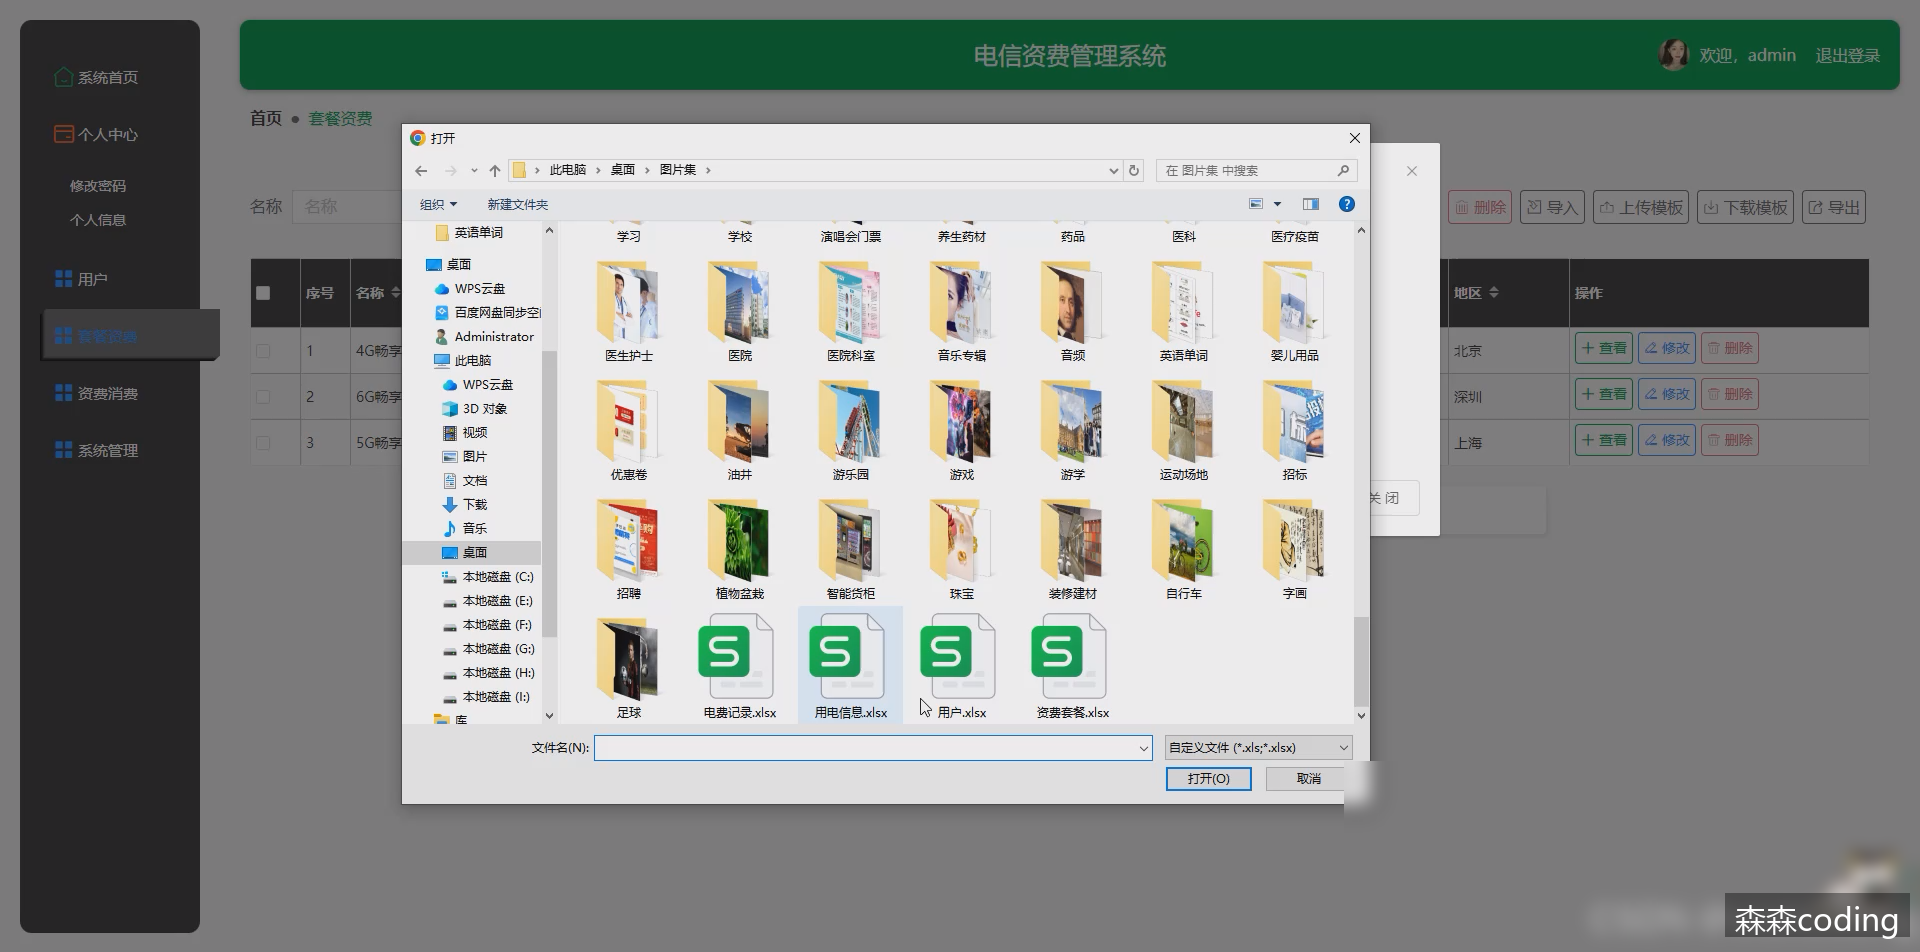 系统首页
个人中心
修改密码
个人信息
用户
套餐资费
资费消费
系统管理
电信资费管理系统
欢迎，admin 退出登录
首页 ● 套餐资费
名称 名称
删除 导入 上传模板 下载模板 导出
序号 名称 地区 操作
1 4G畅享 北京 查看 修改 删除
2 6G畅享 深圳 查看 修改 删除
3 5G畅享 上海 查看 修改 删除
关 闭
打开
此电脑 › 桌面 › 图片集 ›
在 图片集 中搜索
组织 新建文件夹
英语单词
桌面
WPS云盘
百度网盘同步空
Administrator
此电脑
WPS云盘
3D 对象
视频
图片
文档
下载
音乐
桌面
本地磁盘 (C:)
本地磁盘 (E:)
本地磁盘 (F:)
本地磁盘 (G:)
本地磁盘 (H:)
本地磁盘 (I:)
库
学习 学校 演唱会门票 养生药材 药品 医科 医疗疫苗
医生护士 医院 医院科室 音乐专辑 音频 英语单词 婴儿用品
优惠卷 油井 游乐园 游戏 游学 运动场地 招标
招聘 植物盆栽 智能货柜 珠宝 装修建材 自行车 字画
足球 电费记录.xlsx 用电信息.xlsx 用户.xlsx 资费套餐.xlsx
文件名(N): 自定义文件 (*.xls;*.xlsx)
打开(O) 取消
森森coding